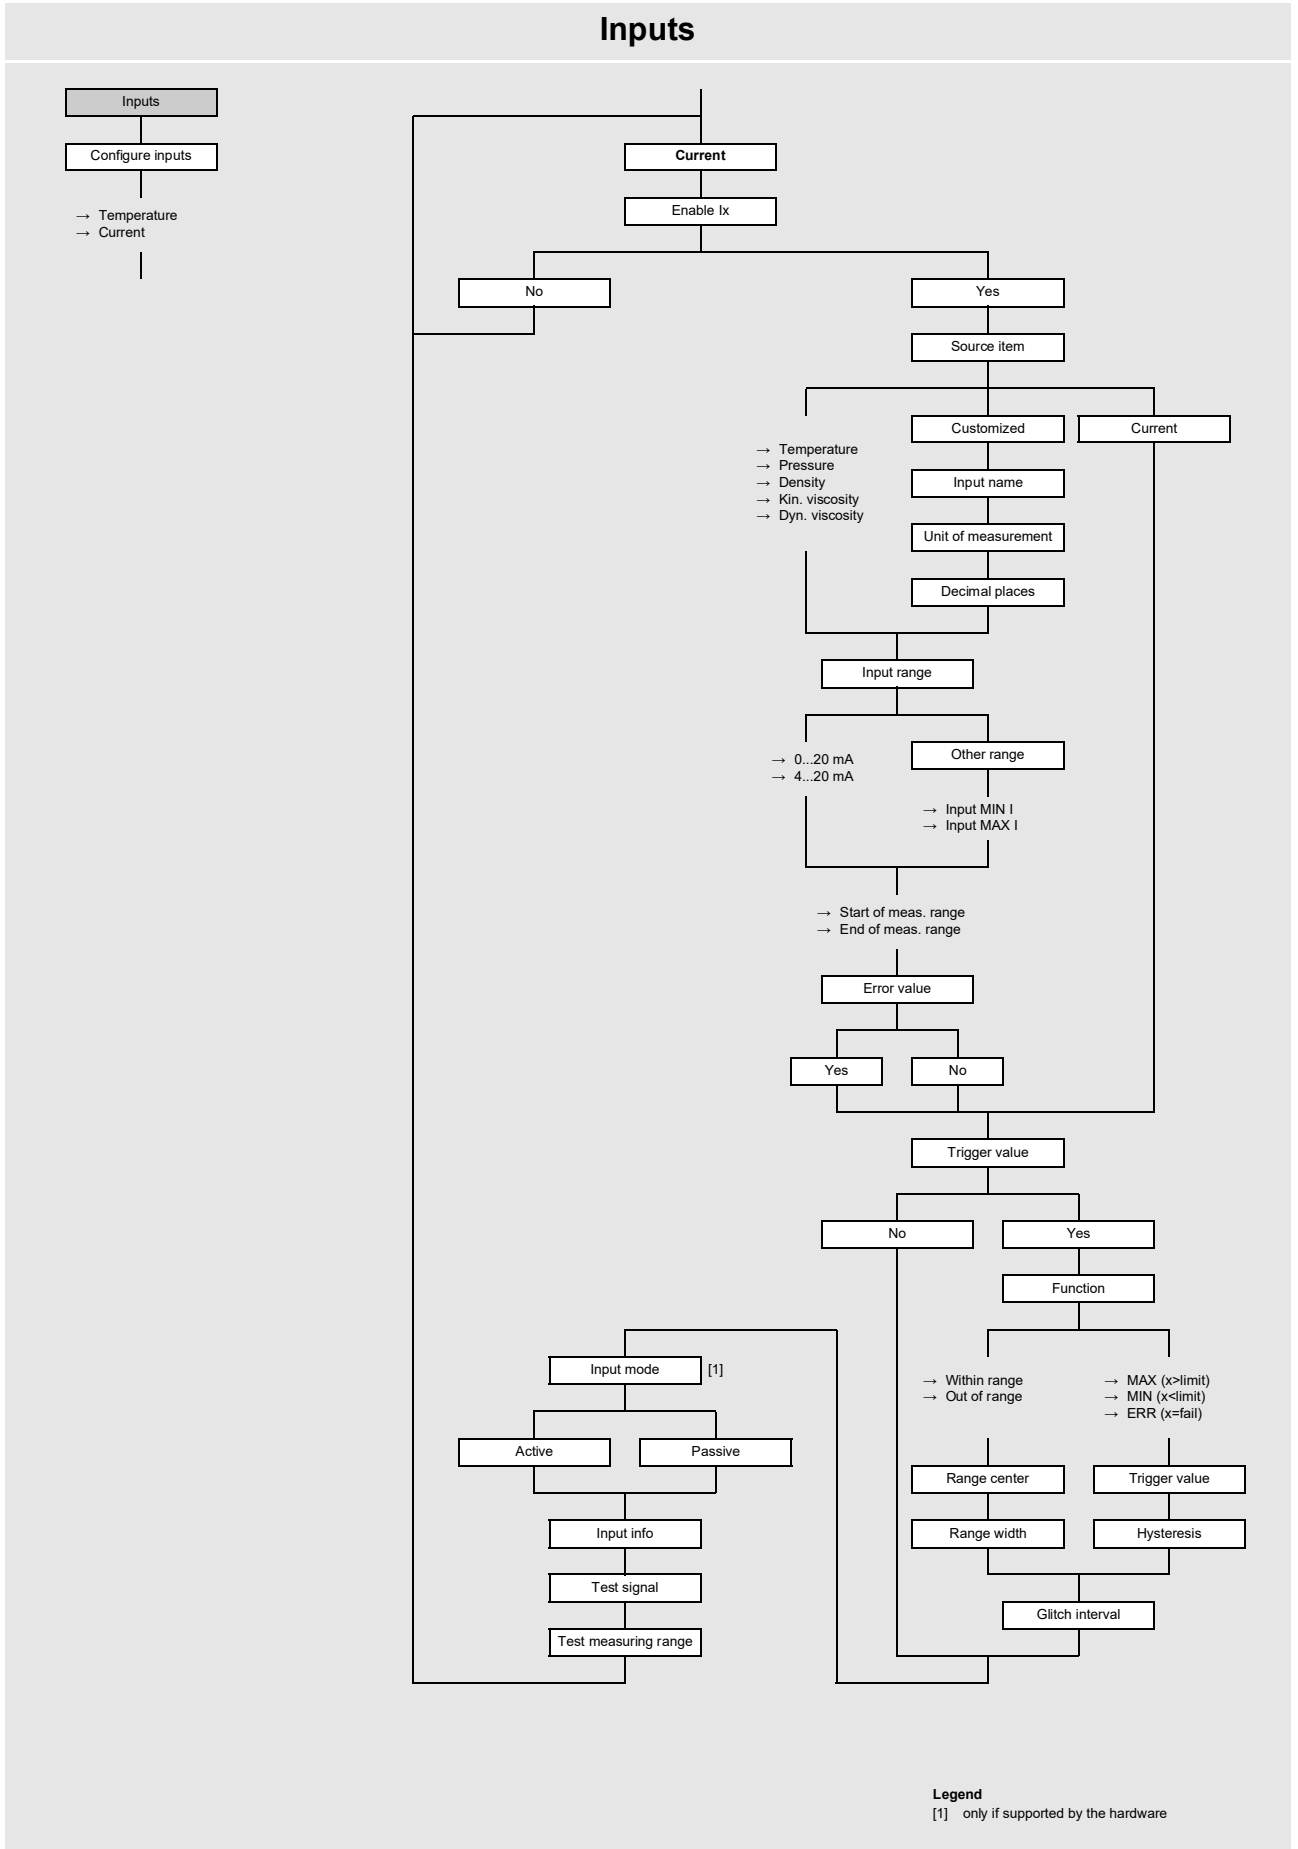 Inputs
Inputs
Configure inputs
→ Temperature
→ Current
Current
Enable Ix
No
Yes
Source item
Customized
Current
→ Temperature
→ Pressure
→ Density
→ Kin. viscosity
→ Dyn. viscosity
Input name
Unit of measurement
Decimal places
Input range
→ 0...20 mA
→ 4...20 mA
Other range
→ Input MIN I
→ Input MAX I
→ Start of meas. range
→ End of meas. range
Error value
Yes
No
Trigger value
No
Yes
Function
→ Within range
→ Out of range
→ MAX (x>limit)
→ MIN (x<limit)
→ ERR (x=fail)
Range center
Trigger value
Range width
Hysteresis
Glitch interval
Input mode [1]
Active
Passive
Input info
Test signal
Test measuring range
Legend
[1] only if supported by the hardware